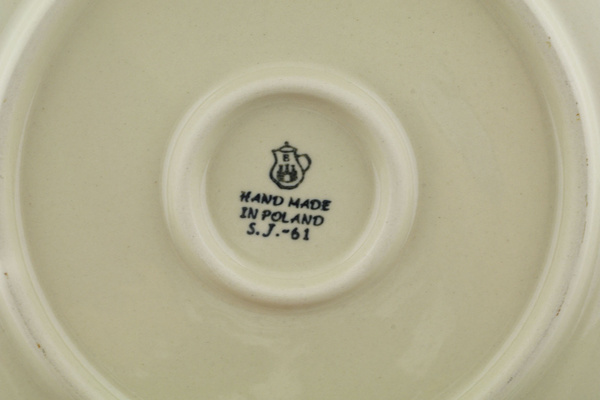 E
HAND MADE
IN POLAND
S.J.-61